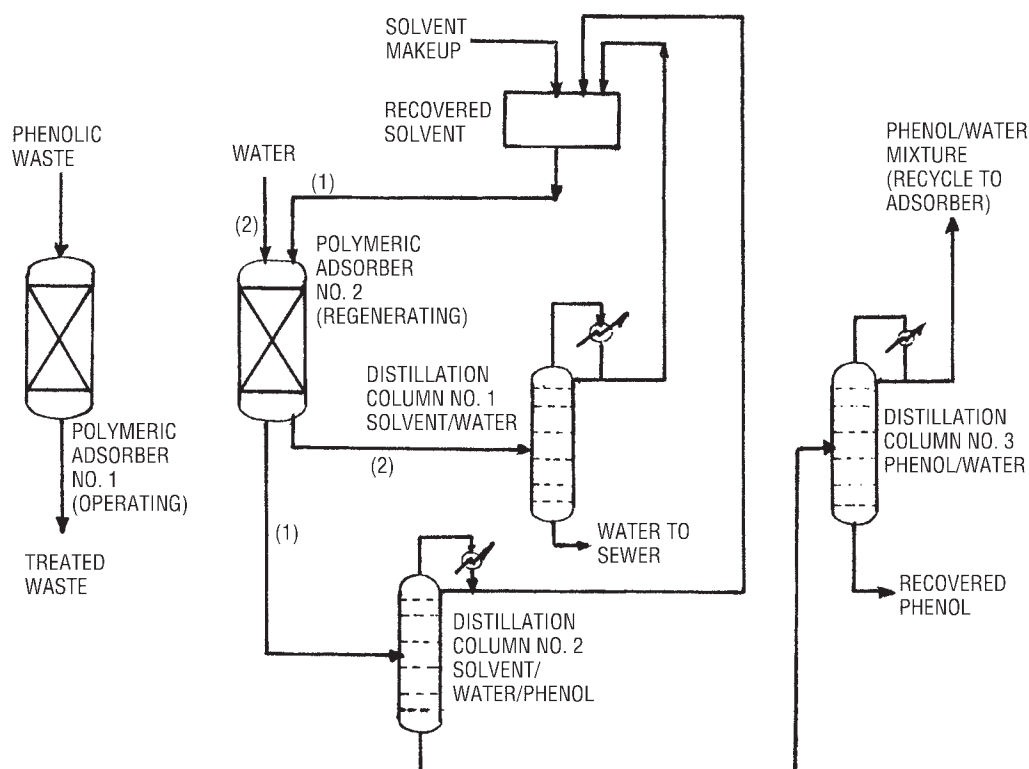 SOLVENT
MAKEUP
RECOVERED
SOLVENT
PHENOLIC
WASTE
WATER
(1)
(2)
PHENOL/WATER
MIXTURE
(RECYCLE TO
ADSORBER)
POLYMERIC
ADSORBER
NO. 2
(REGENERATING)
DISTILLATION
COLUMN NO. 1
SOLVENT/WATER
(2)
POLYMERIC
ADSORBER
NO. 1
(OPERATING)
DISTILLATION
COLUMN NO. 3
PHENOL/WATER
(1)
WATER TO
SEWER
TREATED
WASTE
RECOVERED
PHENOL
DISTILLATION
COLUMN NO. 2
SOLVENT/
WATER/PHENOL